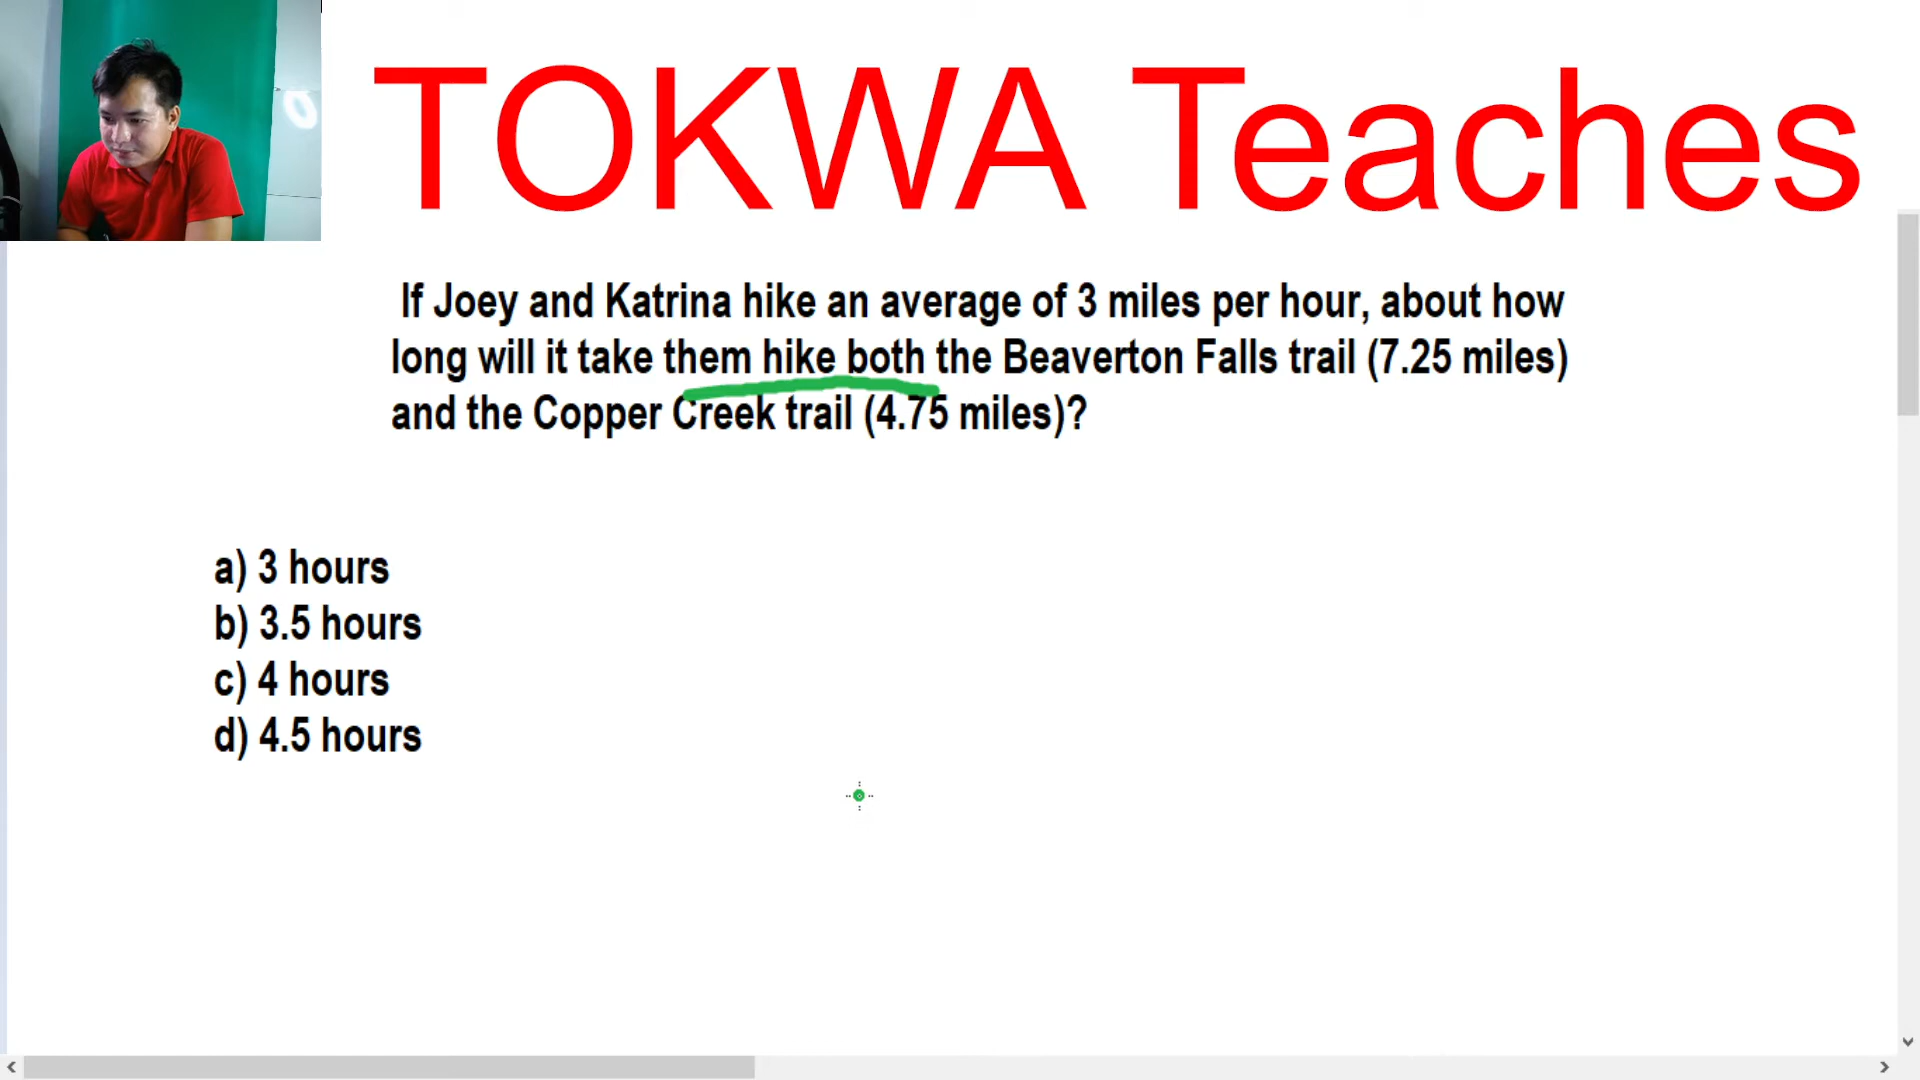 TOKWA Teaches
If Joey and Katrina hike an average of 3 miles per hour, about how
long will it take them hike both the Beaverton Falls trail (7.25 miles)
and the Copper Creek trail (4.75 miles)?
a) 3 hours
b) 3.5 hours
c) 4 hours
d) 4.5 hours